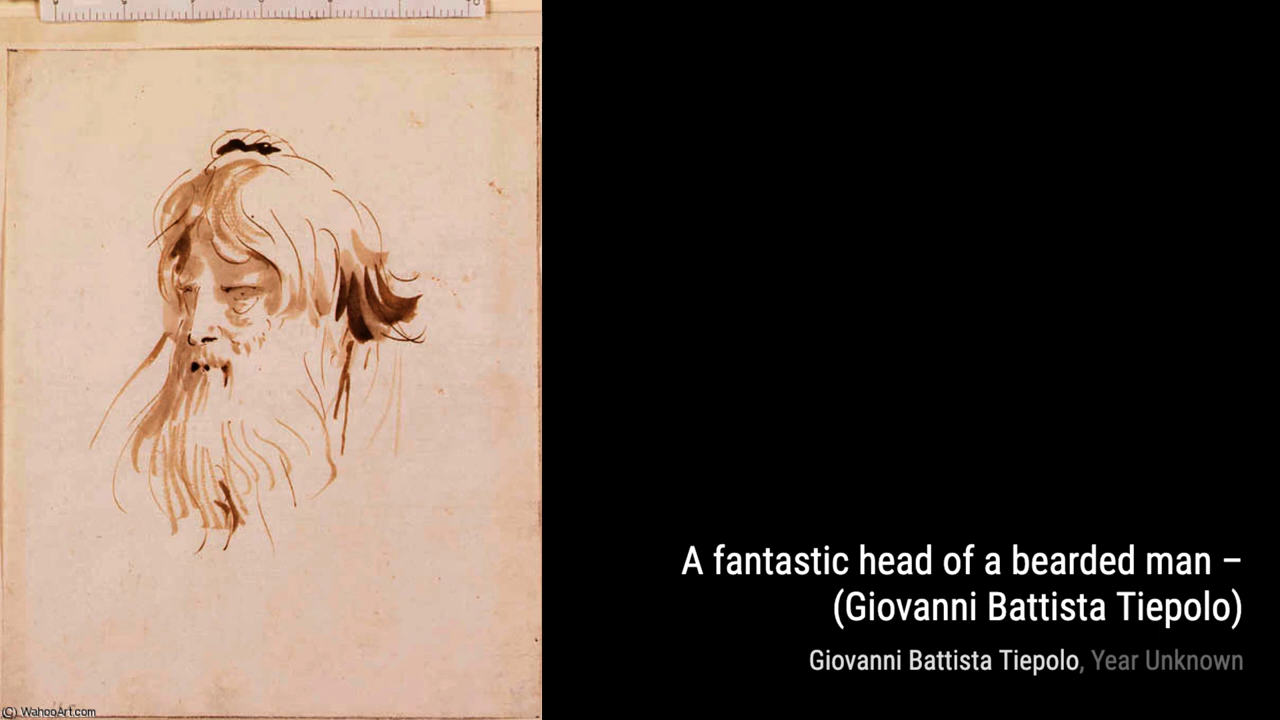 A fantastic head of a bearded man –
(Giovanni Battista Tiepolo)
Giovanni Battista Tiepolo, Year Unknown
(C) WahooArt.com